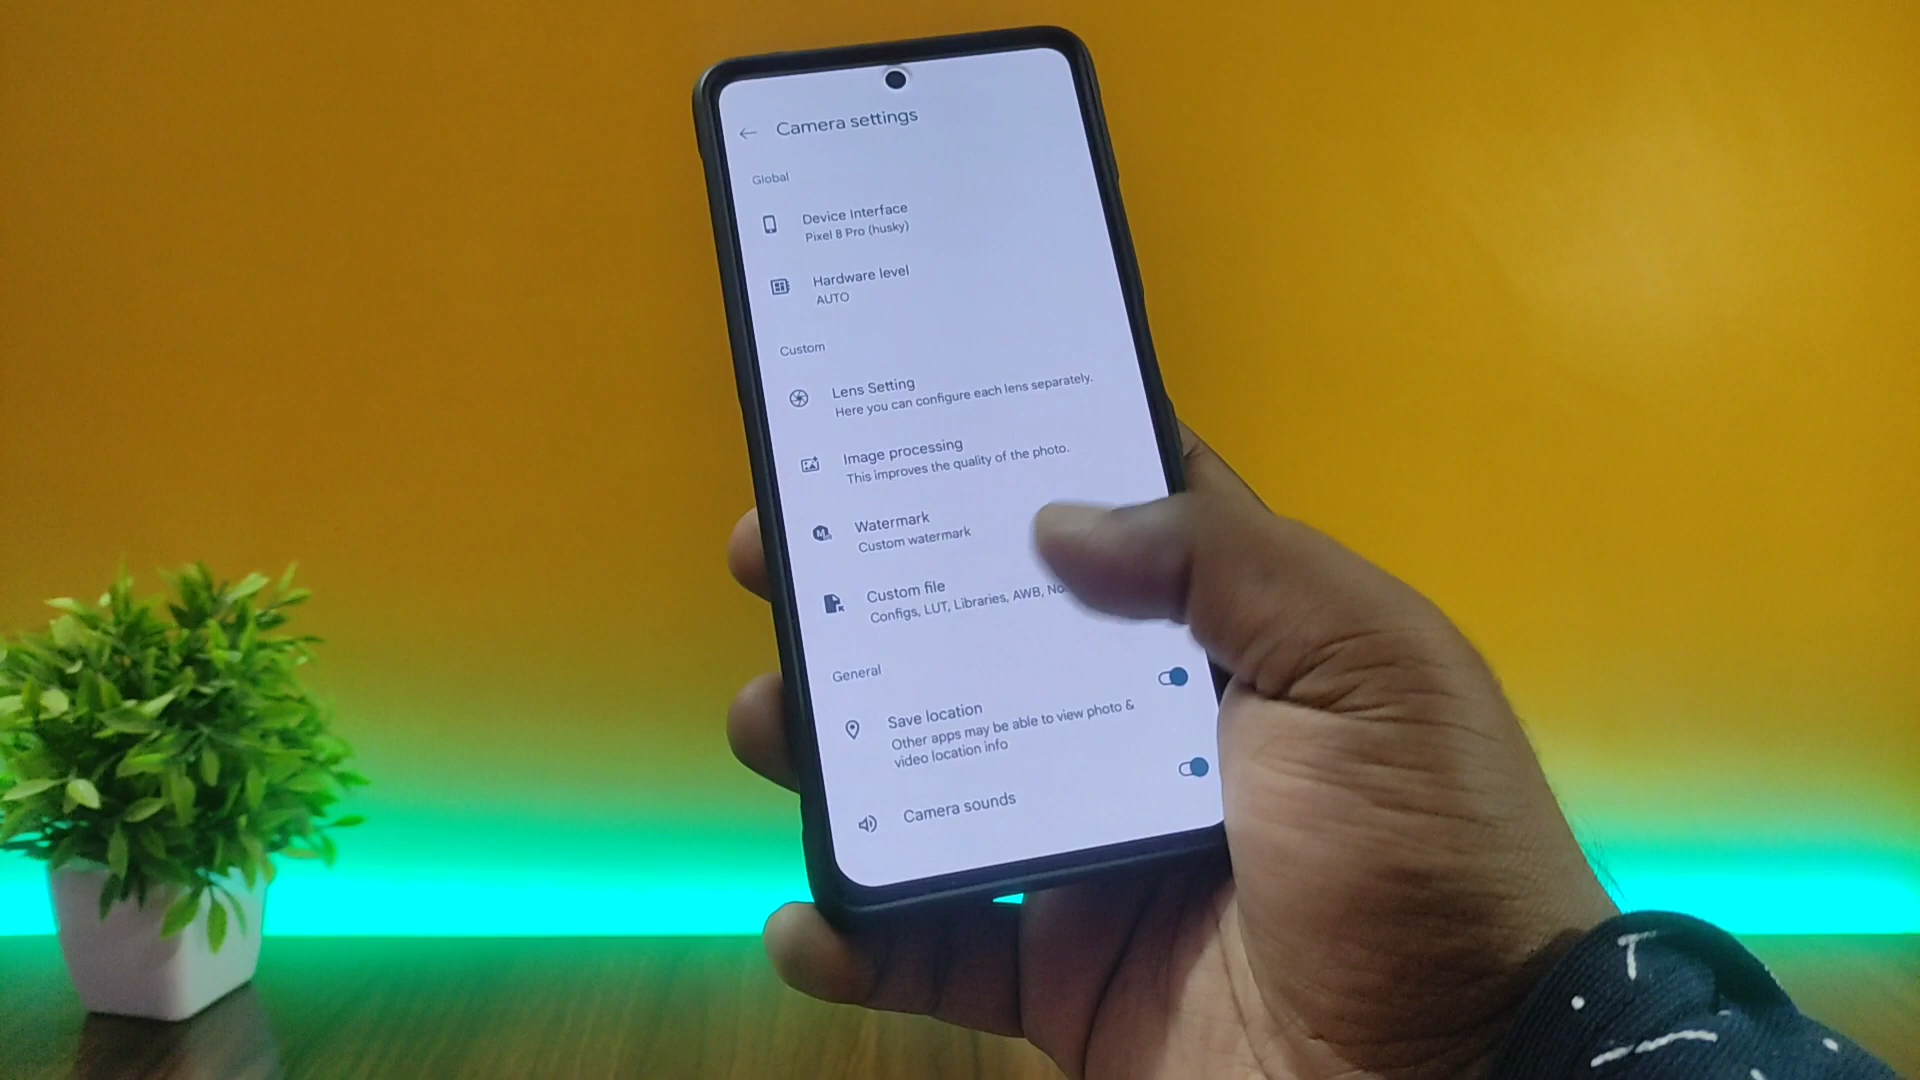 Camera settings
Global
Device Interface
Pixel 8 Pro (husky)
Hardware level
AUTO
Custom
Lens Setting
Here you can configure each lens separately.
Image processing
This improves the quality of the photo.
Watermark
Custom watermark
Custom file
Configs, LUT, Libraries, AWB,
General
Save location
Other apps may be able to view photo &
video location info
Camera sounds